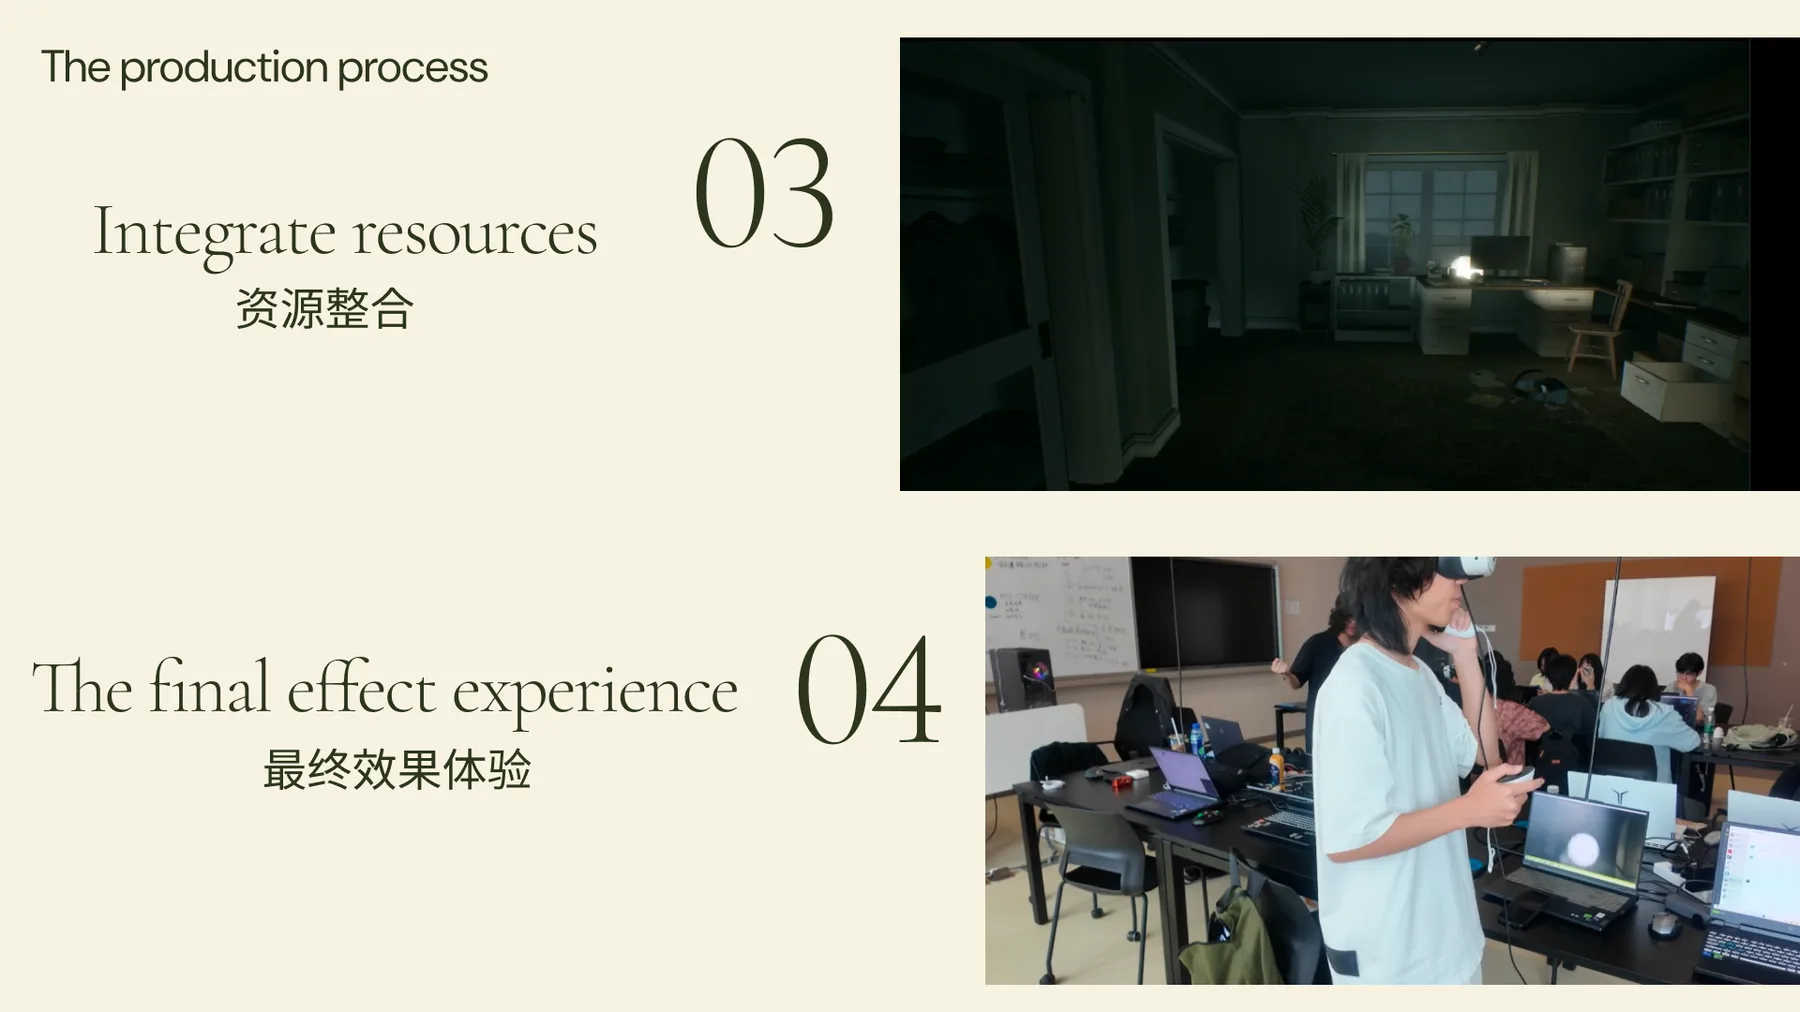 The production process
03
Integrate resources
资源整合
04
The final effect experience
最终效果体验